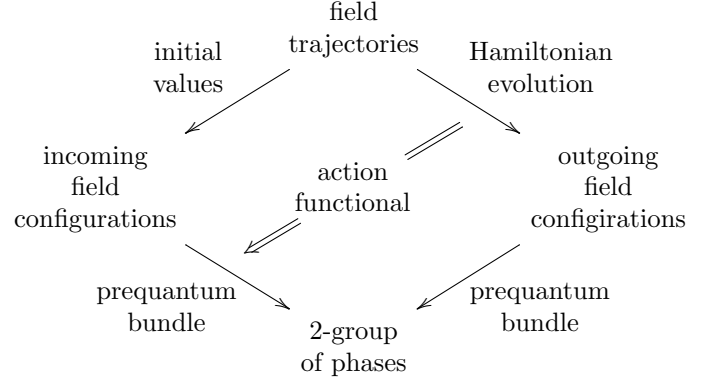 field
trajectories
initial
values
Hamiltonian
evolution
incoming
field
configurations
action
functional
outgoing
field
configirations
prequantum
bundle
prequantum
bundle
2-group
of phases